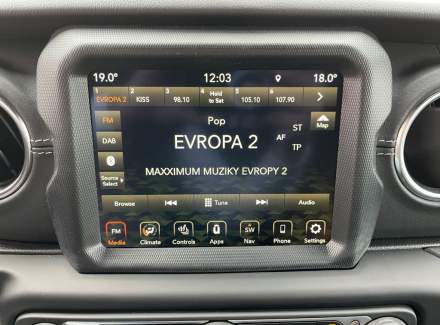 19.0° 12:03 18.0°
1 2 3 4 5 6
EVROPA 2 KISS 98.10 Hold to Sat 105.10 107.90
FM Pop ST Map
EVROPA 2 AF TP
DAB
MAXXIMUM MUZIKY EVROPY 2
Source Select
Browse Tune Audio
FM SW
Media Climate Controls Apps Nav Phone Settings